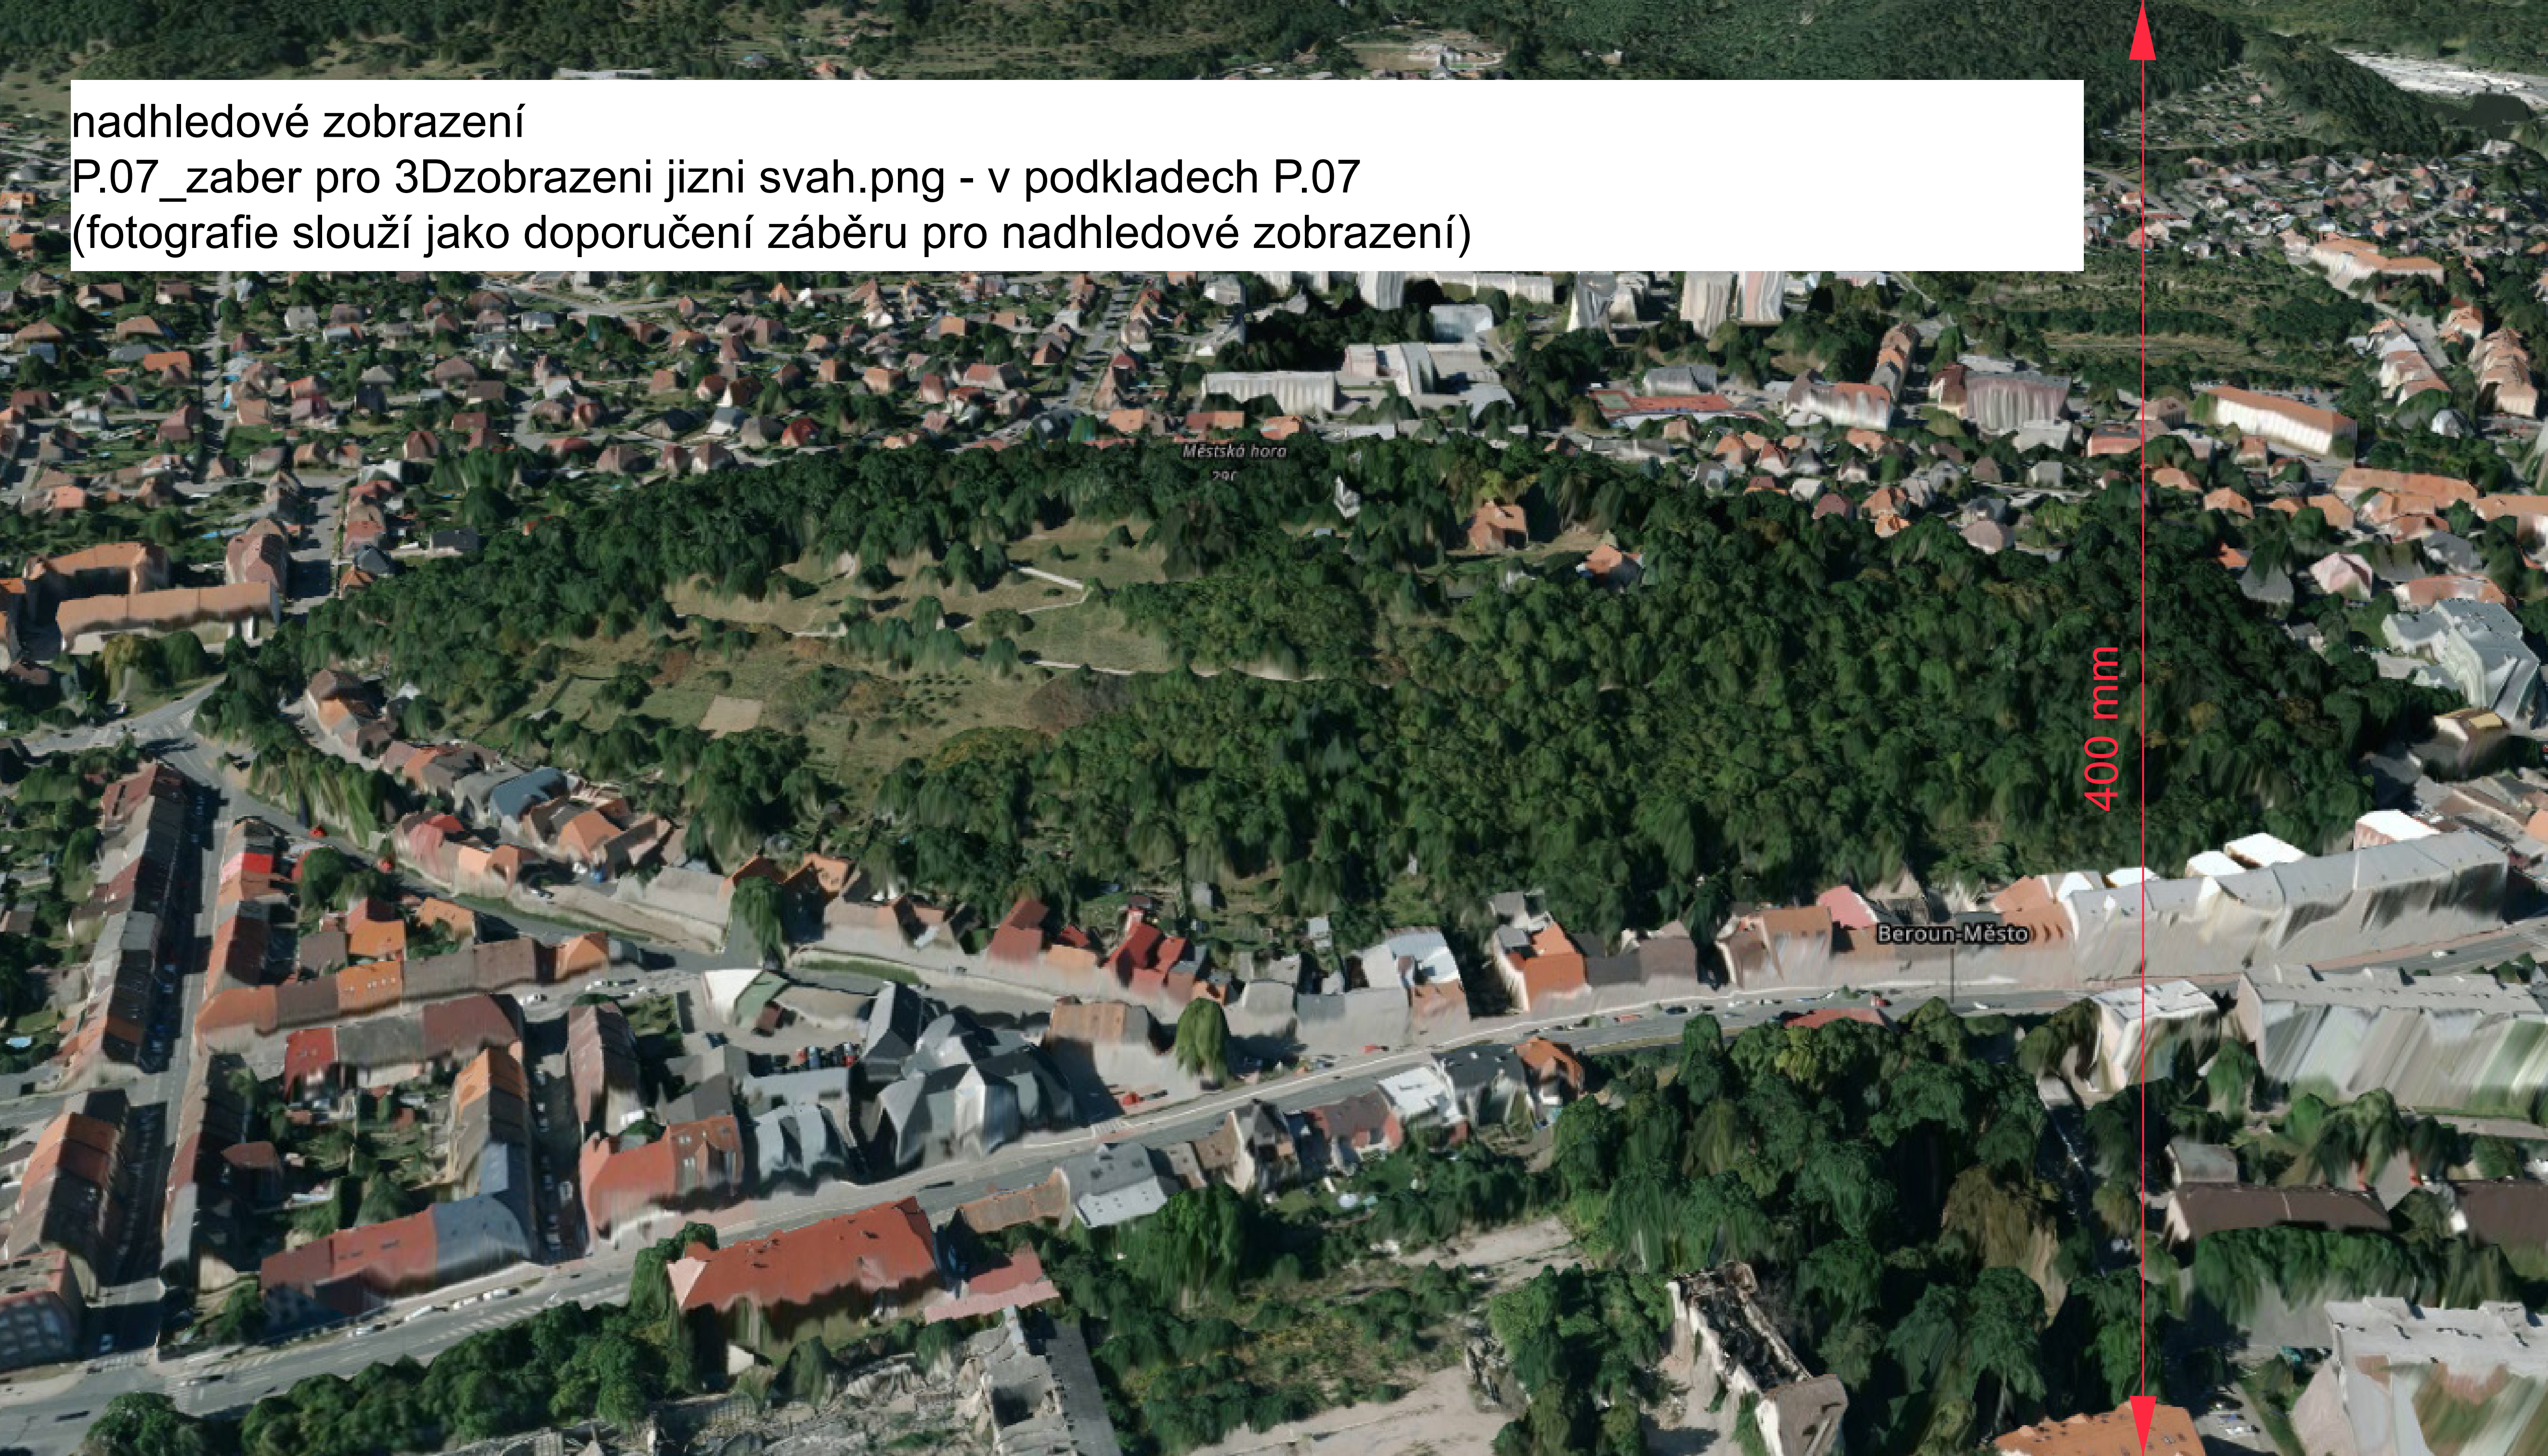 nadhledové zobrazení
P.07_zaber pro 3Dzobrazeni jizni svah.png - v podkladech P.07
(fotografie slouží jako doporučení záběru pro nadhledové zobrazení)
Městská hora
400 mm
Beroun-Město